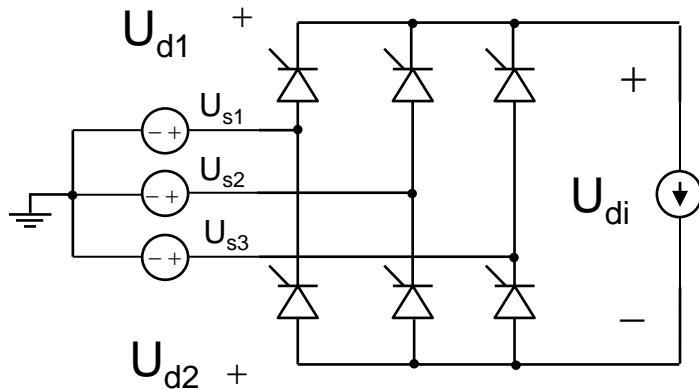 U_d1 +
U_s1
− +
+
U_s2
− +
U_di
U_s3
− +
−
U_d2 +